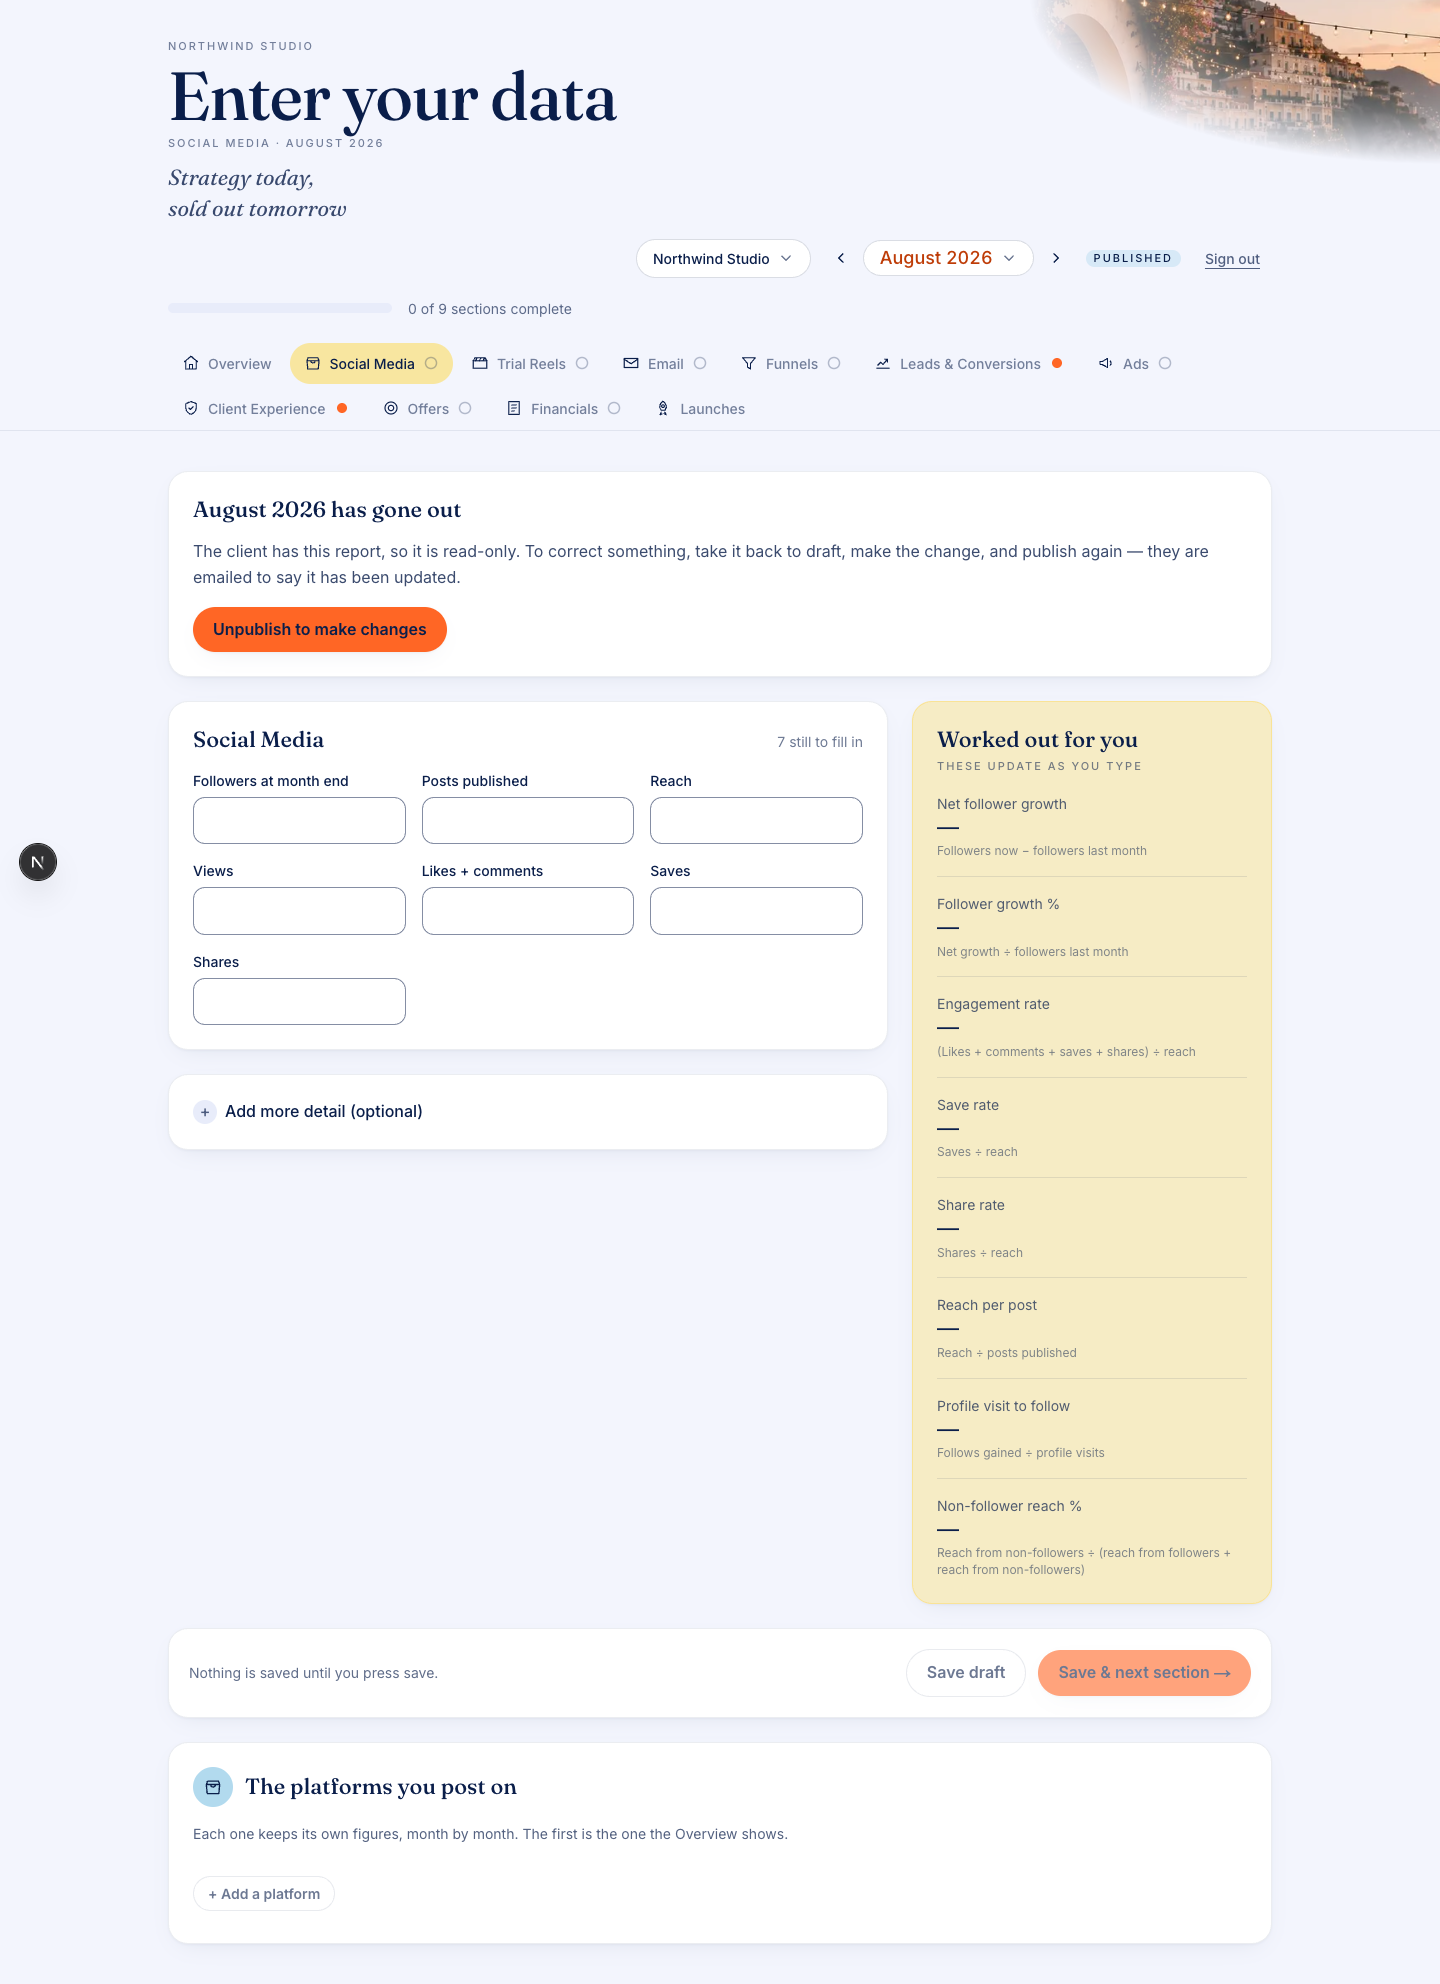 NORTHWIND STUDIO
Enter your data
SOCIAL MEDIA · AUGUST 2026
Strategy today,
sold out tomorrow
Northwind Studio
August 2026
PUBLISHED
Sign out
0 of 9 sections complete
Overview
Social Media
Trial Reels
Email
Funnels
Leads & Conversions
Ads
Client Experience
Offers
Financials
Launches
August 2026 has gone out
The client has this report, so it is read-only. To correct something, take it back to draft, make the change, and publish again — they are
emailed to say it has been updated.
Unpublish to make changes
Social Media
7 still to fill in
Followers at month end
Posts published
Reach
Views
Likes + comments
Saves
Shares
+ Add more detail (optional)
Worked out for you
THESE UPDATE AS YOU TYPE
Net follower growth
—
Followers now − followers last month
Follower growth %
—
Net growth ÷ followers last month
Engagement rate
—
(Likes + comments + saves + shares) ÷ reach
Save rate
—
Saves ÷ reach
Share rate
—
Shares ÷ reach
Reach per post
—
Reach ÷ posts published
Profile visit to follow
—
Follows gained ÷ profile visits
Non-follower reach %
—
Reach from non-followers ÷ (reach from followers +
reach from non-followers)
N
Nothing is saved until you press save.
Save draft
Save & next section →
The platforms you post on
Each one keeps its own figures, month by month. The first is the one the Overview shows.
+ Add a platform